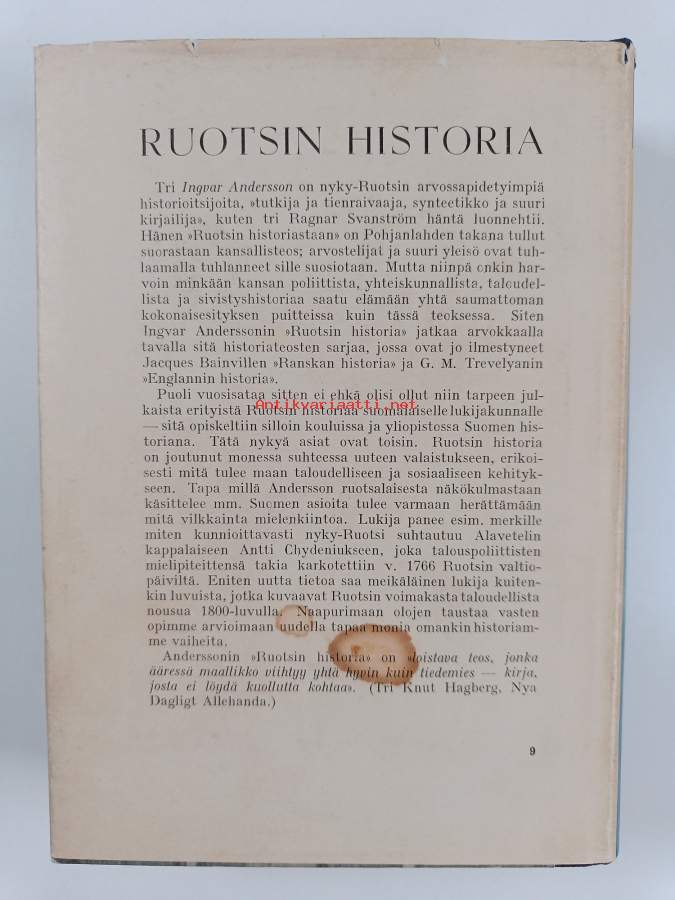 RUOTSIN HISTORIA
Tri Ingvar Andersson on nyky-Ruotsin arvossapidetyimpiä
historioitsijoita, »tutkija ja tienraivaaja, synteetikko ja suuri
kirjailija», kuten tri Ragnar Svanström häntä luonnehtii.
Hänen »Ruotsin historiastaan» on Pohjanlahden takana tullut
suorastaan kansallisteos; arvostelijat ja suuri yleisö ovat tuh-
laamalla tuhlanneet sille suosiotaan. Mutta niinpä onkin har-
voin minkään kansan poliittista, yhteiskunnallista, taloudel-
lista ja sivistyshistoriaa saatu elämään yhtä saumattoman
kokonaisesityksen puitteissa kuin tässä teoksessa. Siten
Ingvar Anderssonin »Ruotsin historia» jatkaa arvokkaalla
tavalla sitä historiateosten sarjaa, jossa ovat jo ilmestyneet
Jacques Bainvillen »Ranskan historia» ja G. M. Trevelyanin
»Englannin historia».
Puoli vuosisataa sitten ei ehkä olisi ollut niin tarpeen jul-
kaista erityistä Ruotsin historiaa suomalaiselle lukijakunnalle
Antikvariaatti.net
— sitä opiskeltiin silloin kouluissa ja yliopistossa Suomen his-
toriana. Tätä nykyä asiat ovat toisin. Ruotsin historia
on joutunut monessa suhteessa uuteen valaistukseen, erikoi-
sesti mitä tulee maan taloudelliseen ja sosiaaliseen kehityk-
seen. Tapa millä Andersson ruotsalaisesta näkökulmastaan
käsittelee mm. Suomen asioita tulee varmaan herättämään
mitä vilkkainta mielenkiintoa. Lukija panee esim. merkille
miten kunnioittavasti nyky-Ruotsi suhtautuu Alavetelin
kappalaiseen Antti Chydeniukseen, joka talouspoliittisten
mielipiteittensä takia karkotettiin v. 1766 Ruotsin valtio-
päiviltä. Eniten uutta tietoa saa meikäläinen lukija kuiten-
kin luvuista, jotka kuvaavat Ruotsin voimakasta taloudellista
nousua 1800-luvulla. Naapurimaan olojen taustaa vasten
opimme arvioimaan uudella tapaa monia omankin historiam-
me vaiheita.
Anderssonin »Ruotsin historia» on »loistava teos, jonka
ääressä maallikko viihtyy yhtä hyvin kuin tiedemies — kirja,
josta ei löydä kuollutta kohtaa». (Tri Knut Hagberg, Nya
Dagligt Allehanda.)
9